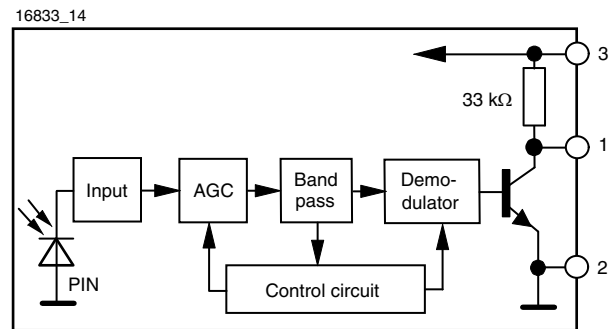 16833_14
3
33 kΩ
1
Input
AGC
Band
pass
Demo-
dulator
2
PIN
Control circuit